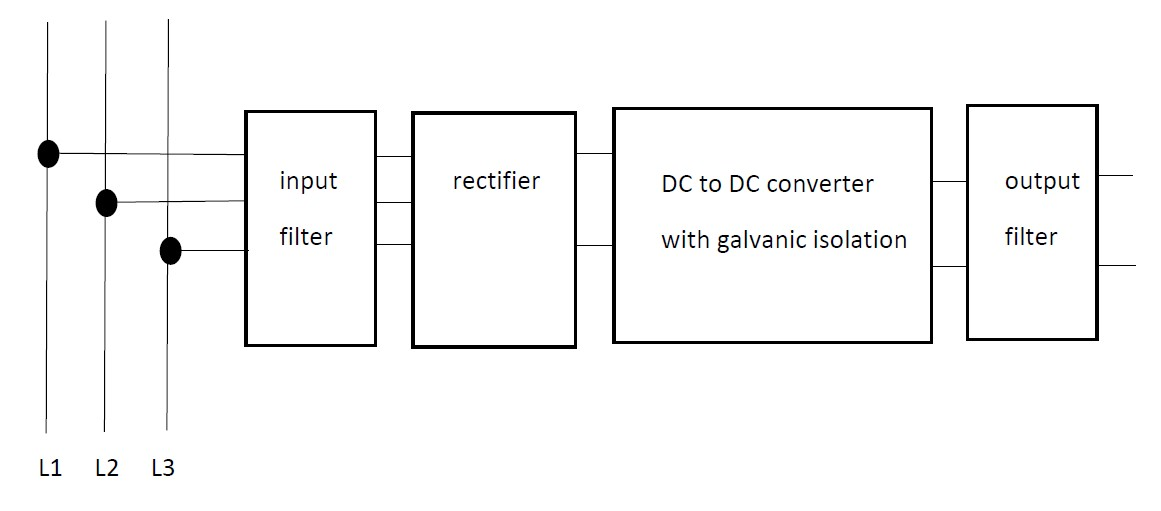 input
filter
rectifier
DC to DC converter
with galvanic isolation
output
filter
L1 L2 L3